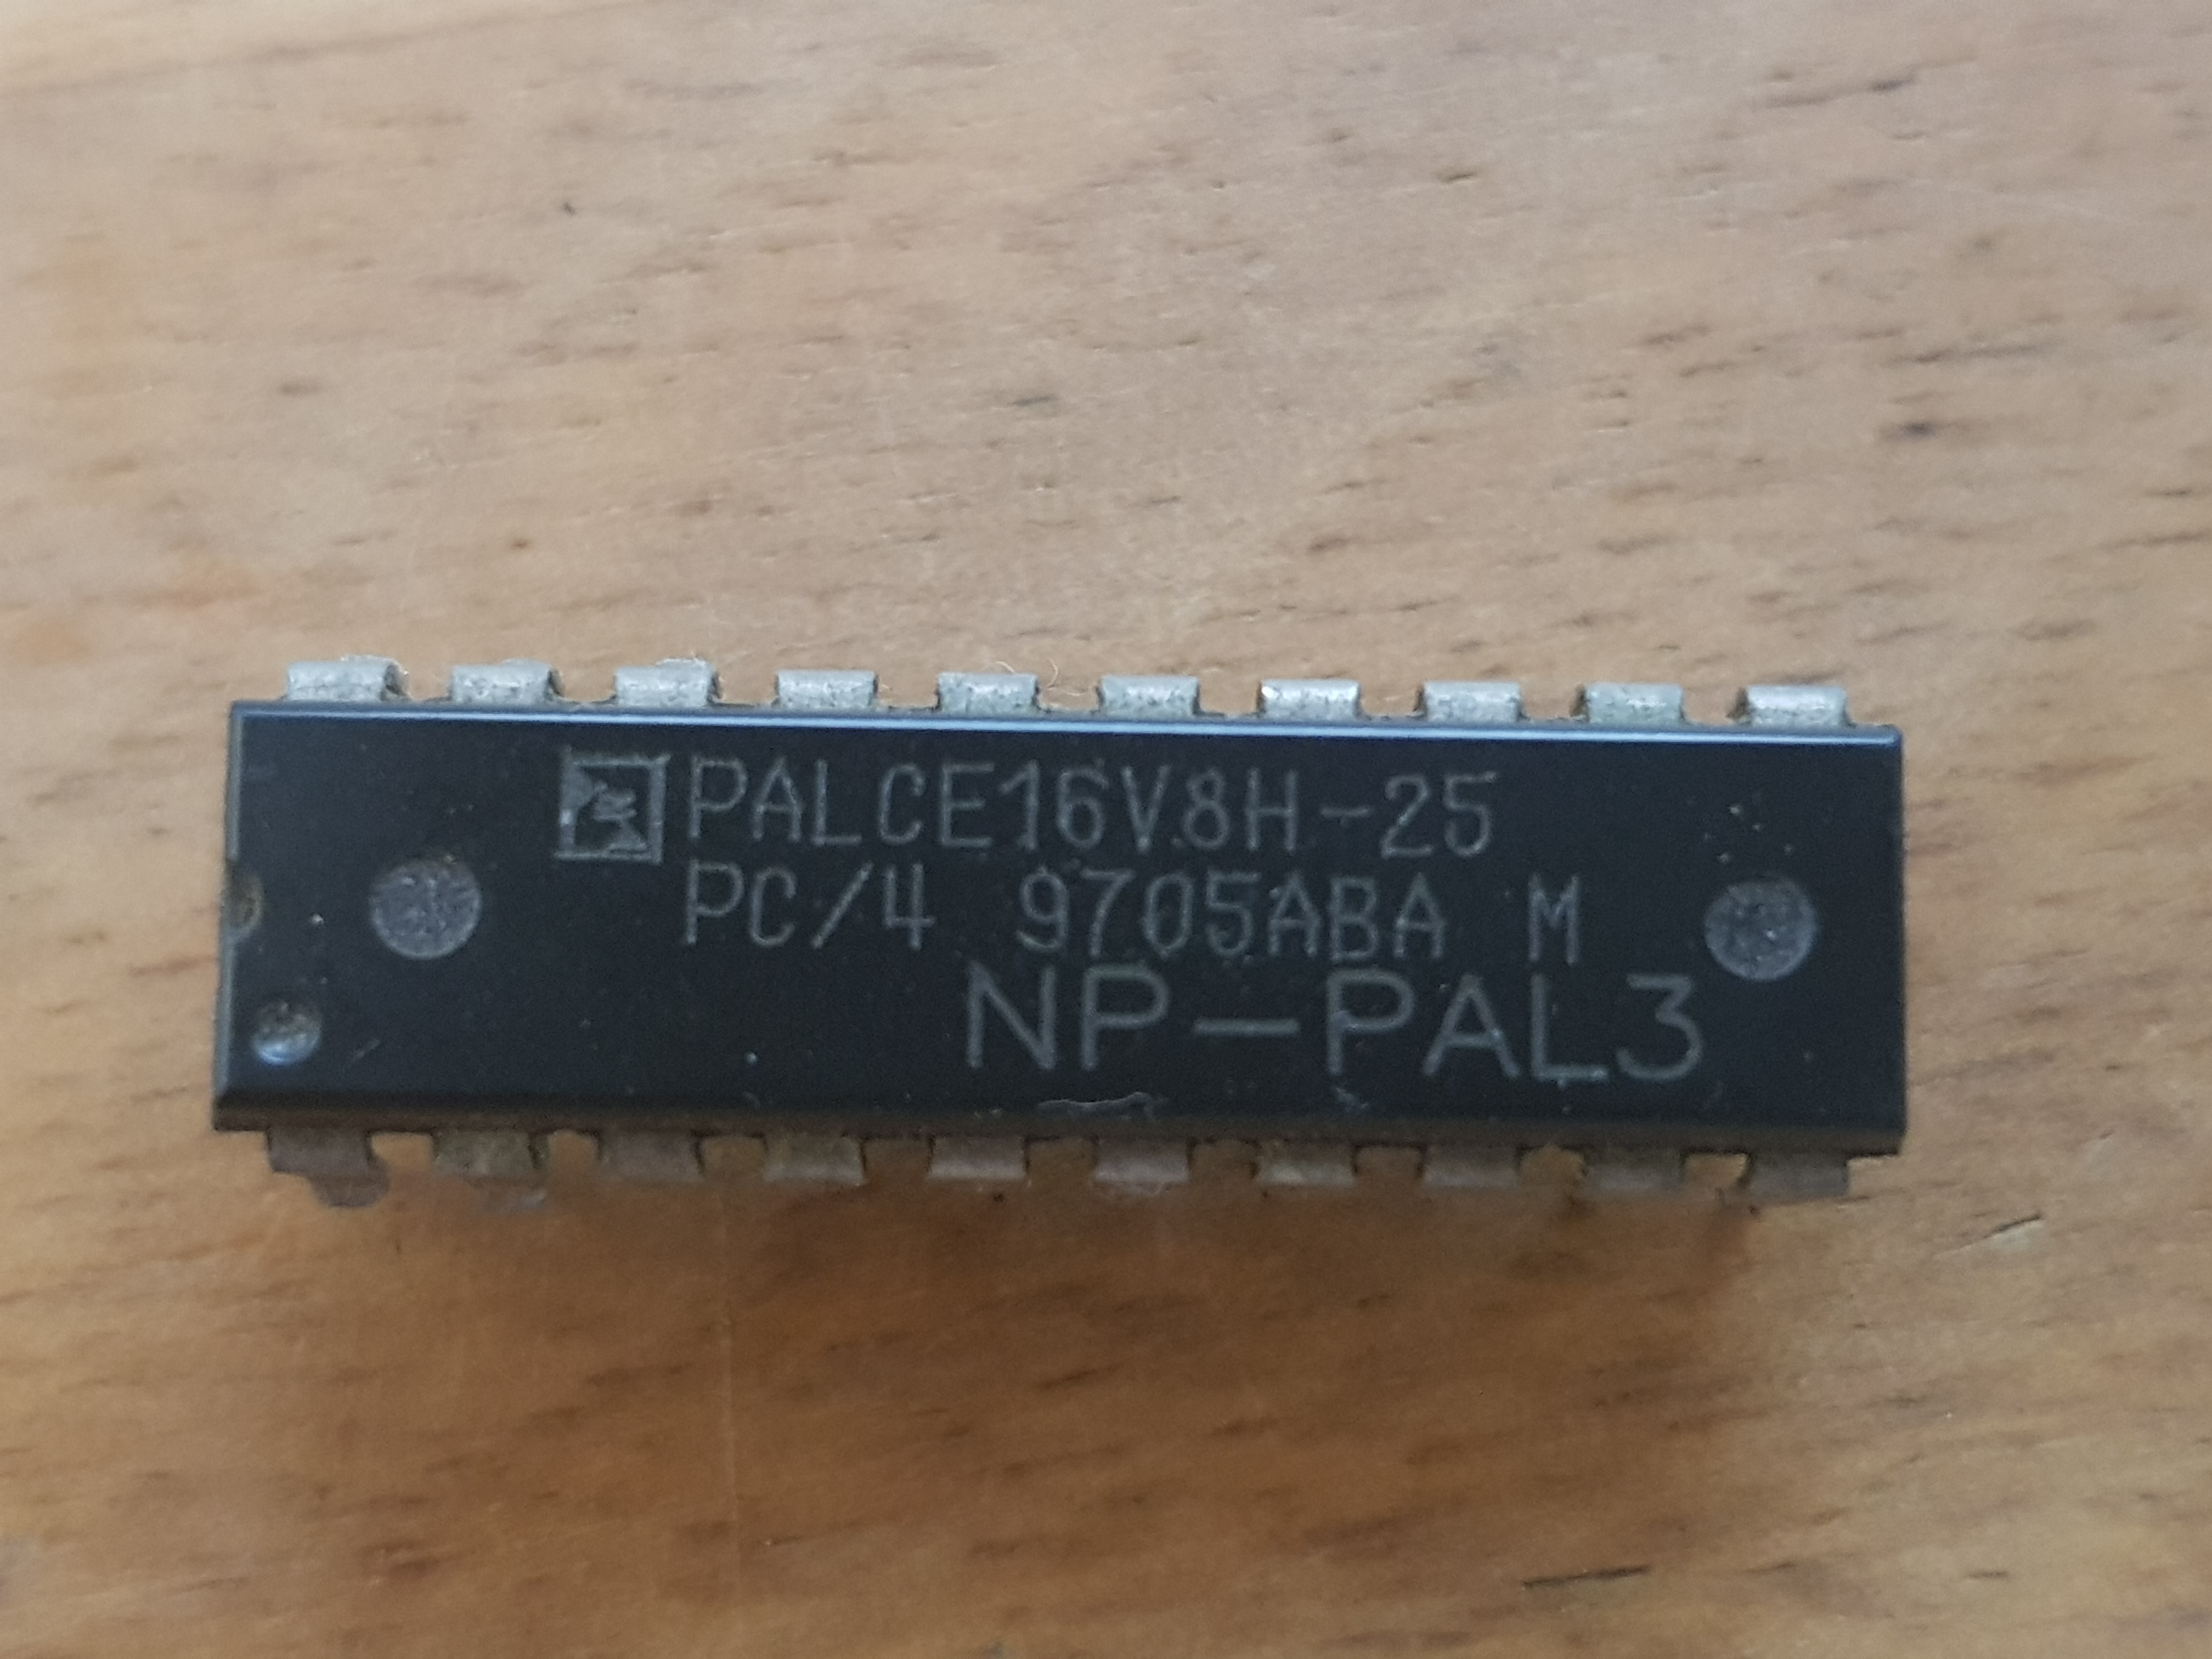 PALCE16V8H-25
PC/4 9705ABA M
NP-PAL3